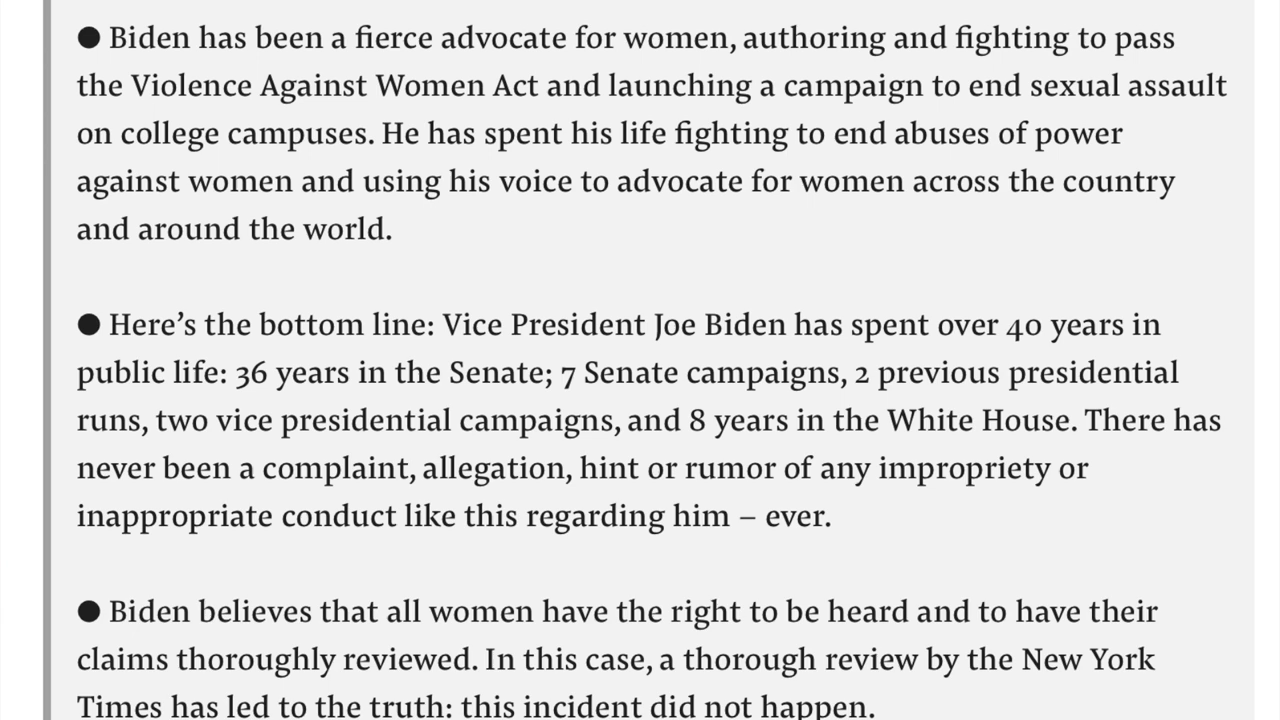 ● Biden has been a fierce advocate for women, authoring and fighting to pass
the Violence Against Women Act and launching a campaign to end sexual assault
on college campuses. He has spent his life fighting to end abuses of power
against women and using his voice to advocate for women across the country
and around the world.
● Here’s the bottom line: Vice President Joe Biden has spent over 40 years in
public life: 36 years in the Senate; 7 Senate campaigns, 2 previous presidential
runs, two vice presidential campaigns, and 8 years in the White House. There has
never been a complaint, allegation, hint or rumor of any impropriety or
inappropriate conduct like this regarding him – ever.
● Biden believes that all women have the right to be heard and to have their
claims thoroughly reviewed. In this case, a thorough review by the New York
Times has led to the truth: this incident did not happen.